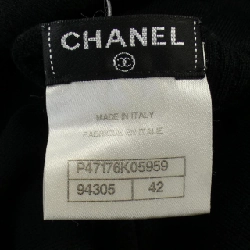 CHANEL
MADE IN ITALY
FABRIQUE EN ITALIE
P47176K05959
94305 42